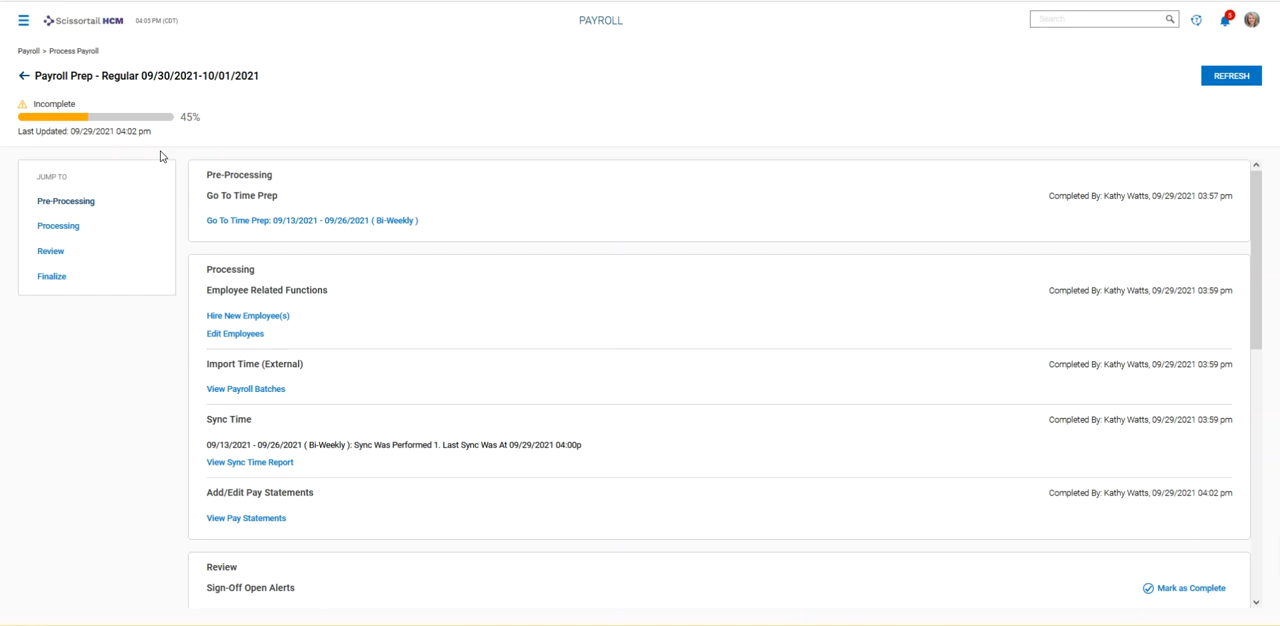 Scissortail HCM
04:05 PM (CDT)
PAYROLL
Search
5
Payroll > Process Payroll
Payroll Prep - Regular 09/30/2021-10/01/2021
REFRESH
Incomplete
45%
Last Updated: 09/29/2021 04:02 pm
JUMP TO
Pre-Processing
Processing
Review
Finalize
Pre-Processing
Go To Time Prep
Completed By: Kathy Watts, 09/29/2021 03:57 pm
Go To Time Prep: 09/13/2021 - 09/26/2021 ( Bi-Weekly )
Processing
Employee Related Functions
Completed By: Kathy Watts, 09/29/2021 03:59 pm
Hire New Employee(s)
Edit Employees
Import Time (External)
Completed By: Kathy Watts, 09/29/2021 03:59 pm
View Payroll Batches
Sync Time
Completed By: Kathy Watts, 09/29/2021 03:59 pm
09/13/2021 - 09/26/2021 ( Bi-Weekly ): Sync Was Performed 1. Last Sync Was At 09/29/2021 04:00p
View Sync Time Report
Add/Edit Pay Statements
Completed By: Kathy Watts, 09/29/2021 04:02 pm
View Pay Statements
Review
Sign-Off Open Alerts
Mark as Complete